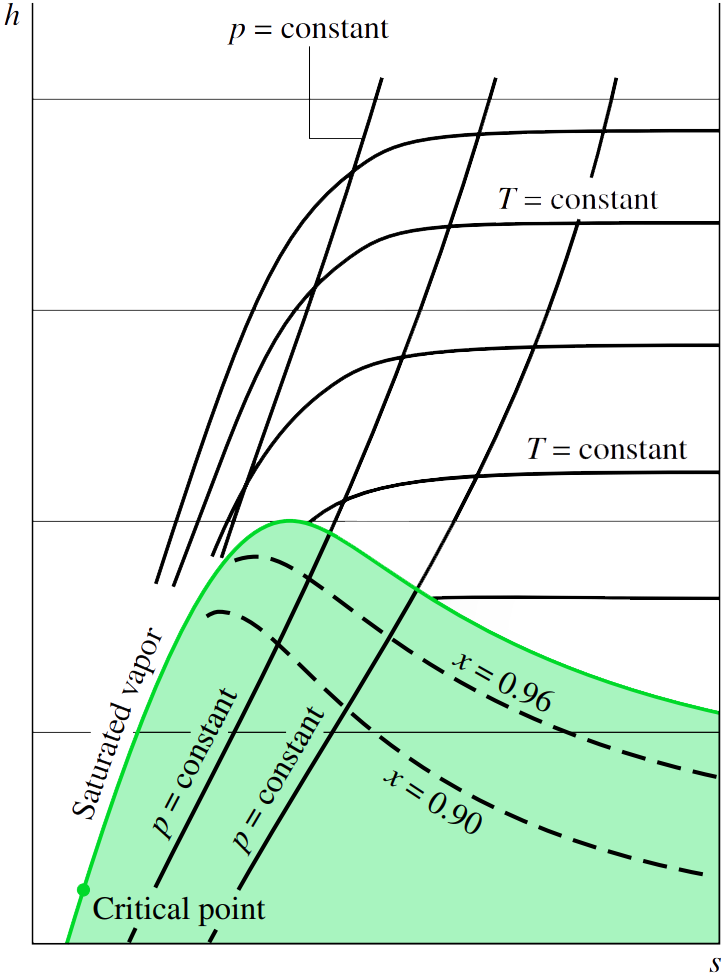 h
p = constant
T = constant
T = constant
Saturated vapor
x = 0.96
p = constant
p = constant
x = 0.90
Critical point
s